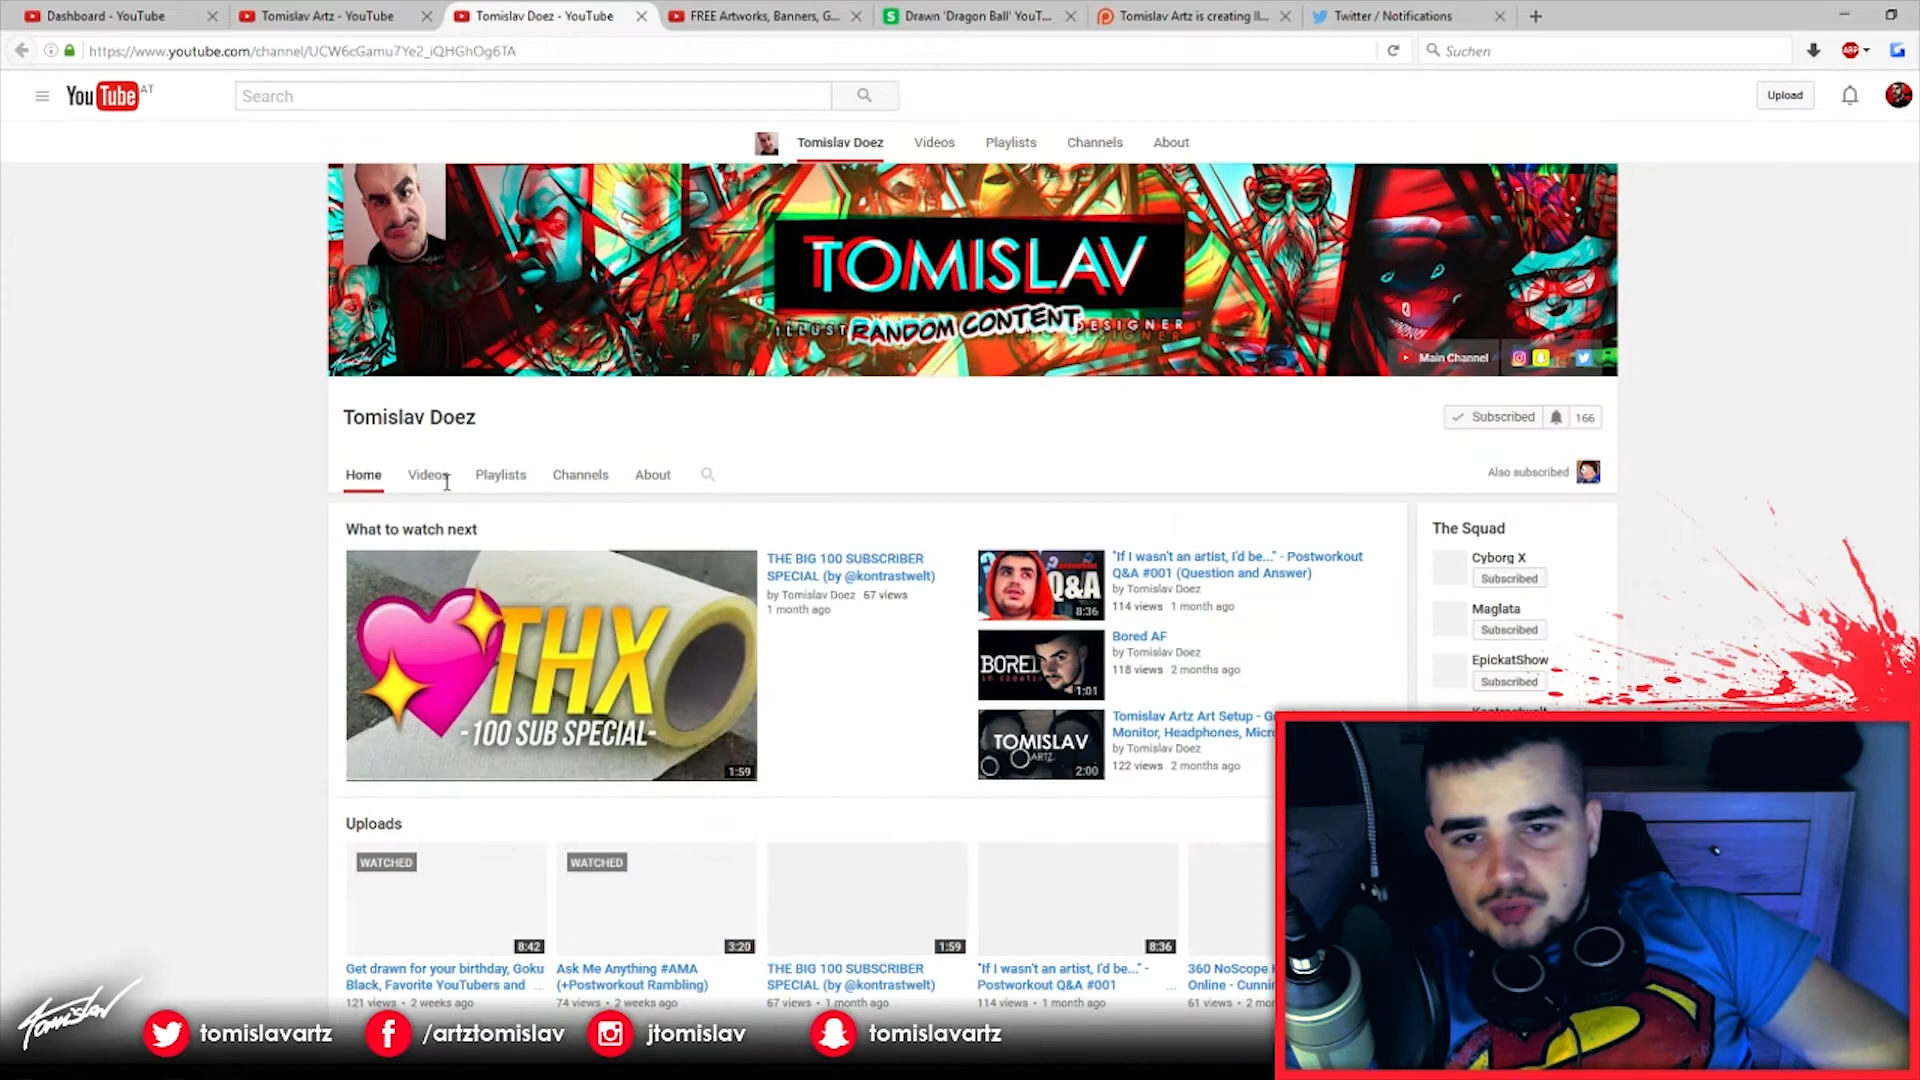 Dashboard - YouTube
Tomislav Artz - YouTube
Tomislav Doez - YouTube
FREE Artworks, Banners, G...
Drawn 'Dragon Ball' YouT...
Tomislav Artz is creating Il...
Twitter / Notifications
https://www.youtube.com/channel/UCW6cGamu7Ye2_iQHGhOg6TA
Suchen
ABP
YouTube AT
Search
Upload
Tomislav Doez
Videos
Playlists
Channels
About
TOMISLAV
RANDOM CONTENT
Main Channel
Tomislav Doez
Subscribed
166
Home
Videos
Playlists
Channels
About
Also subscribed
What to watch next
THX
-100 SUB SPECIAL-
1:59
THE BIG 100 SUBSCRIBER
SPECIAL (by @kontrastwelt)
by Tomislav Doez 67 views
1 month ago
Q&A
8:36
"If I wasn't an artist, I'd be..." - Postworkout
Q&A #001 (Question and Answer)
by Tomislav Doez
114 views 1 month ago
1:01
Bored AF
by Tomislav Doez
118 views 2 months ago
TOMISLAV
ARTZ
2:00
Tomislav Artz Art Setup -
Monitor, Headphones,
by Tomislav Doez
122 views 2 months ago
The Squad
Cyborg X
Subscribed
Maglata
Subscribed
EpickatShow
Subscribed
Uploads
WATCHED
8:42
Get drawn for your birthday, Goku
Black, Favorite YouTubers and ...
121 views • 2 weeks ago
WATCHED
3:20
Ask Me Anything #AMA
(+Postworkout Rambling)
74 views • 2 weeks ago
1:59
THE BIG 100 SUBSCRIBER
SPECIAL (by @kontrastwelt)
67 views • 1 month ago
8:36
"If I wasn't an artist, I'd be..." -
Postworkout Q&A #001 ...
114 views • 1 month ago
360 NoScope
Online -
61 views •
Tomislav
tomislavartz
/artztomislav
jtomislav
tomislavartz